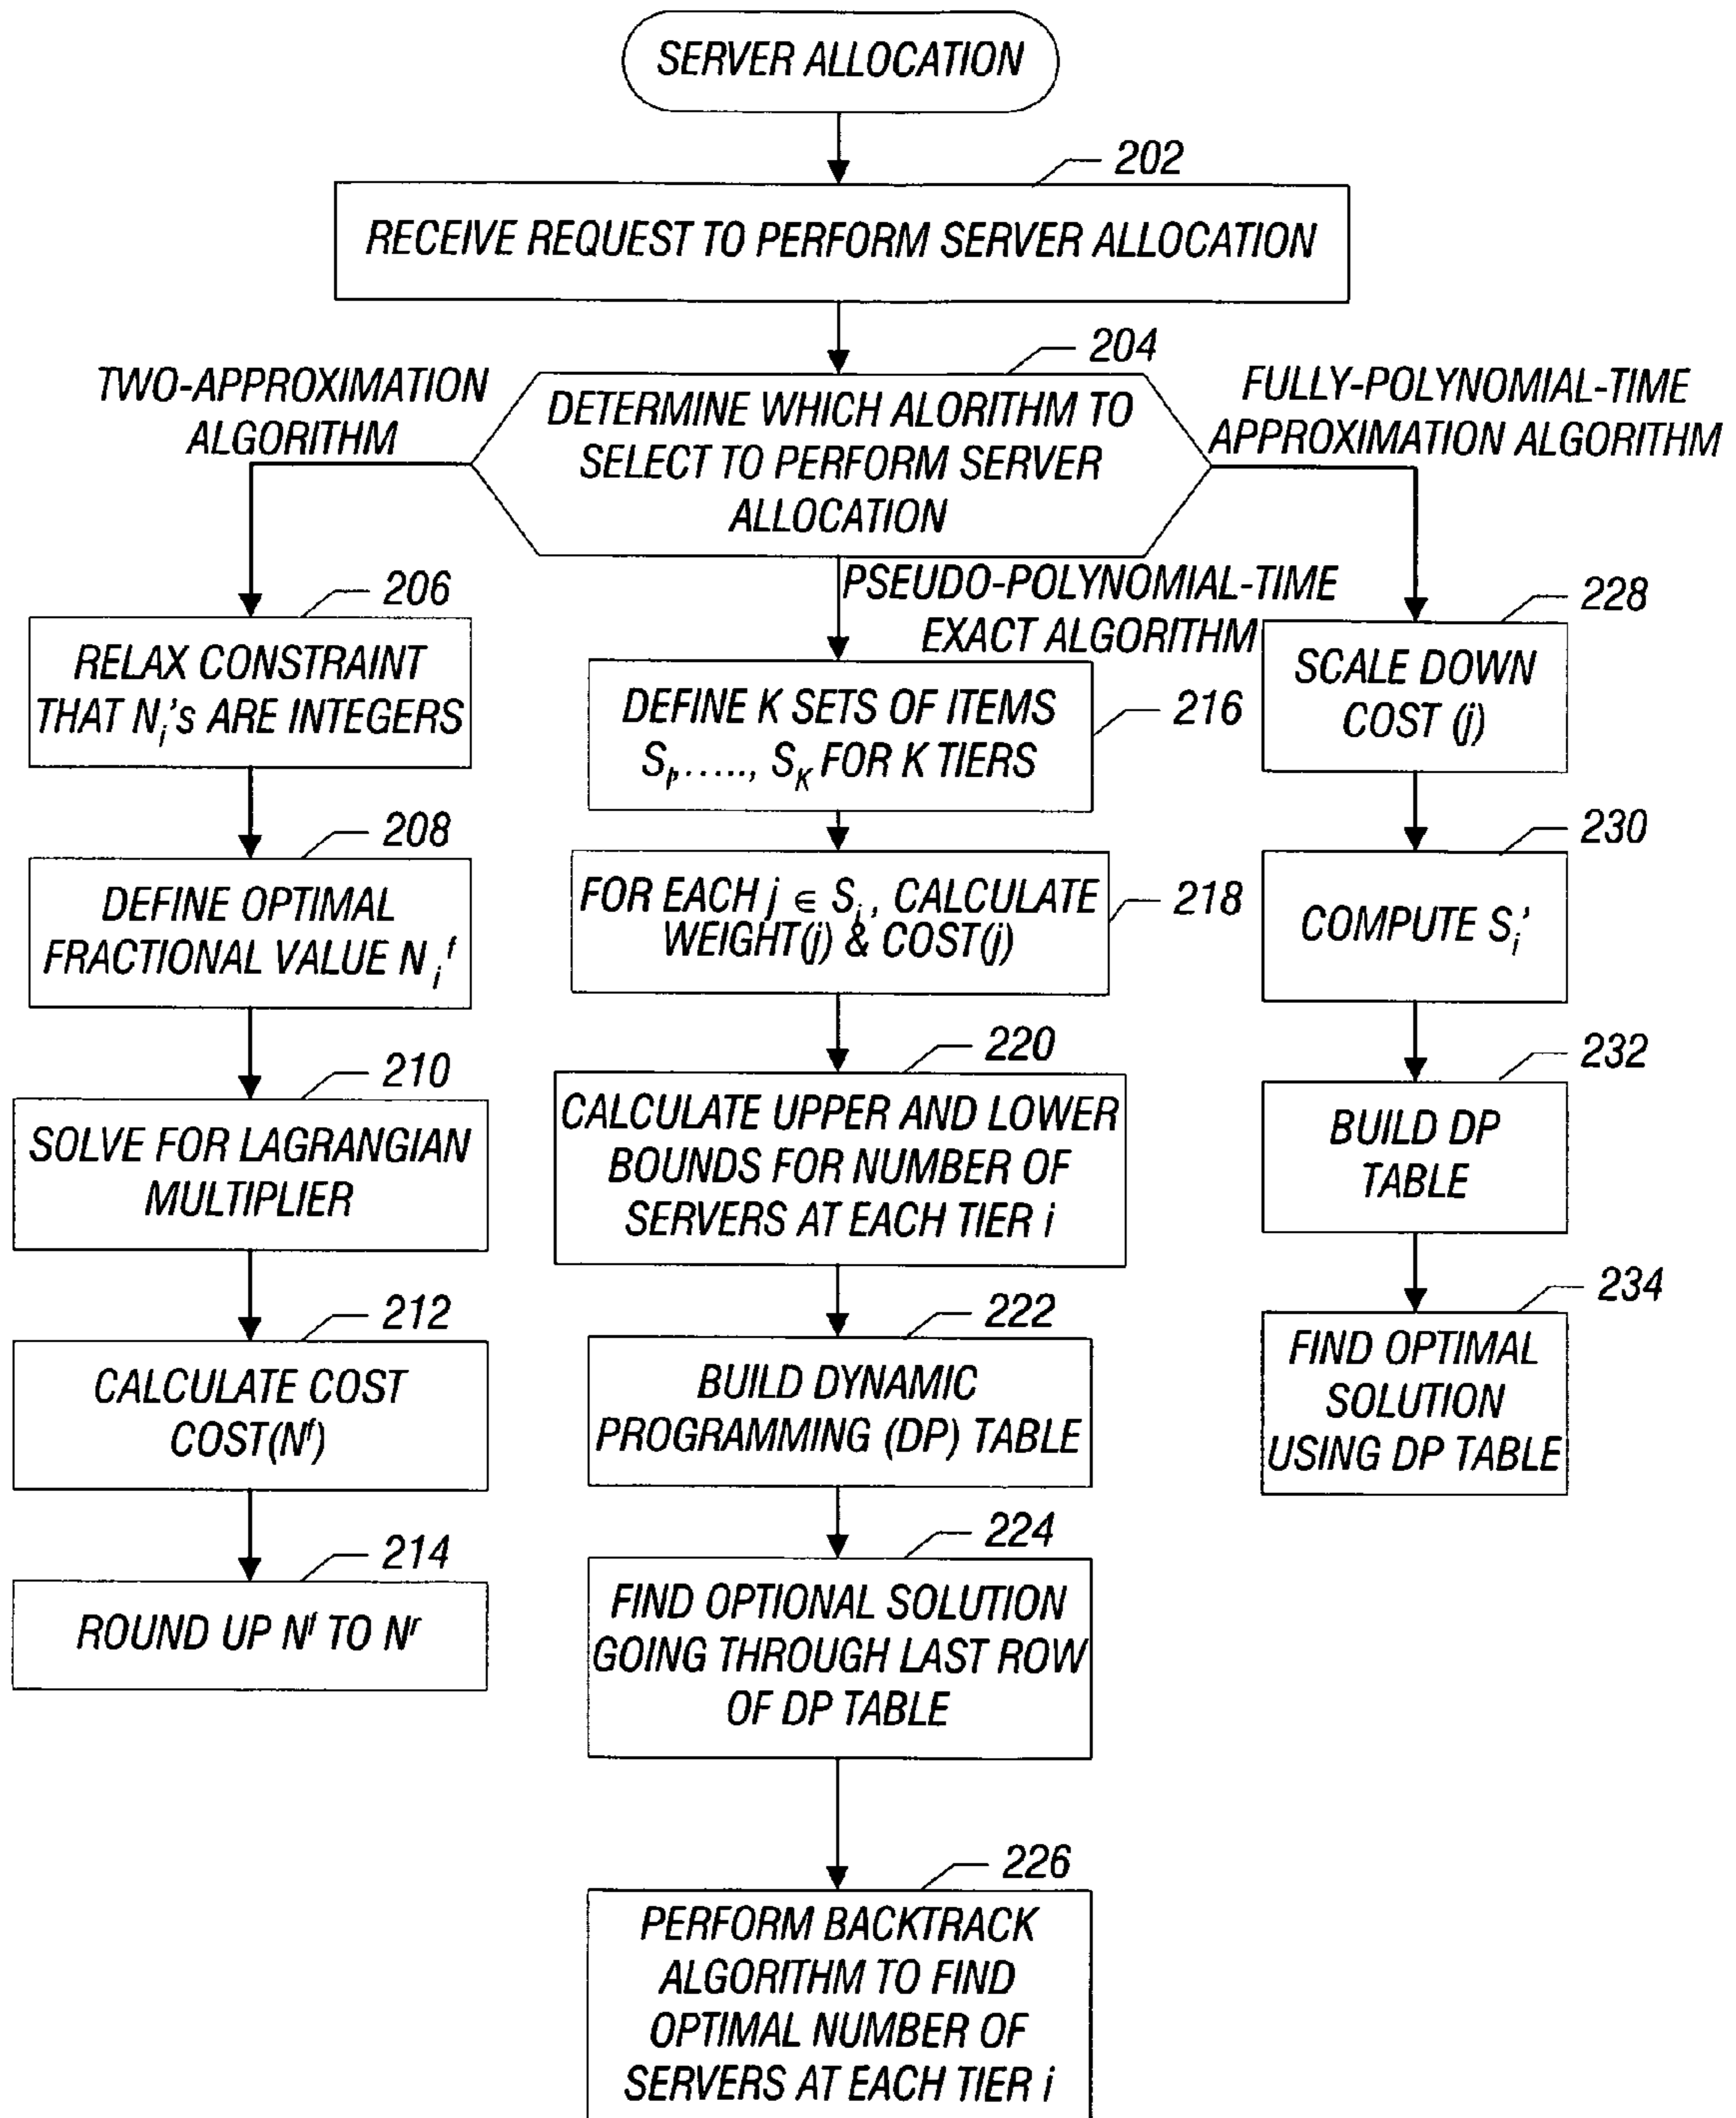 SERVER ALLOCATION
202
RECEIVE REQUEST TO PERFORM SERVER ALLOCATION
204
DETERMINE WHICH ALORITHM TO
SELECT TO PERFORM SERVER
ALLOCATION
TWO-APPROXIMATION
ALGORITHM
206
RELAX CONSTRAINT
THAT Ni's ARE INTEGERS
208
DEFINE OPTIMAL
FRACTIONAL VALUE Ni^f
210
SOLVE FOR LAGRANGIAN
MULTIPLIER
212
CALCULATE COST
COST(N^f)
214
ROUND UP N^f TO N^r
PSEUDO-POLYNOMIAL-TIME
EXACT ALGORITHM
216
DEFINE K SETS OF ITEMS
S1,....., SK FOR K TIERS
218
FOR EACH j ∈ Si, CALCULATE
WEIGHT(j) & COST(j)
220
CALCULATE UPPER AND LOWER
BOUNDS FOR NUMBER OF
SERVERS AT EACH TIER i
222
BUILD DYNAMIC
PROGRAMMING (DP) TABLE
224
FIND OPTIONAL SOLUTION
GOING THROUGH LAST ROW
OF DP TABLE
226
PERFORM BACKTRACK
ALGORITHM TO FIND
OPTIMAL NUMBER OF
SERVERS AT EACH TIER i
FULLY-POLYNOMIAL-TIME
APPROXIMATION ALGORITHM
228
SCALE DOWN
COST (j)
230
COMPUTE Si'
232
BUILD DP
TABLE
234
FIND OPTIMAL
SOLUTION
USING DP TABLE